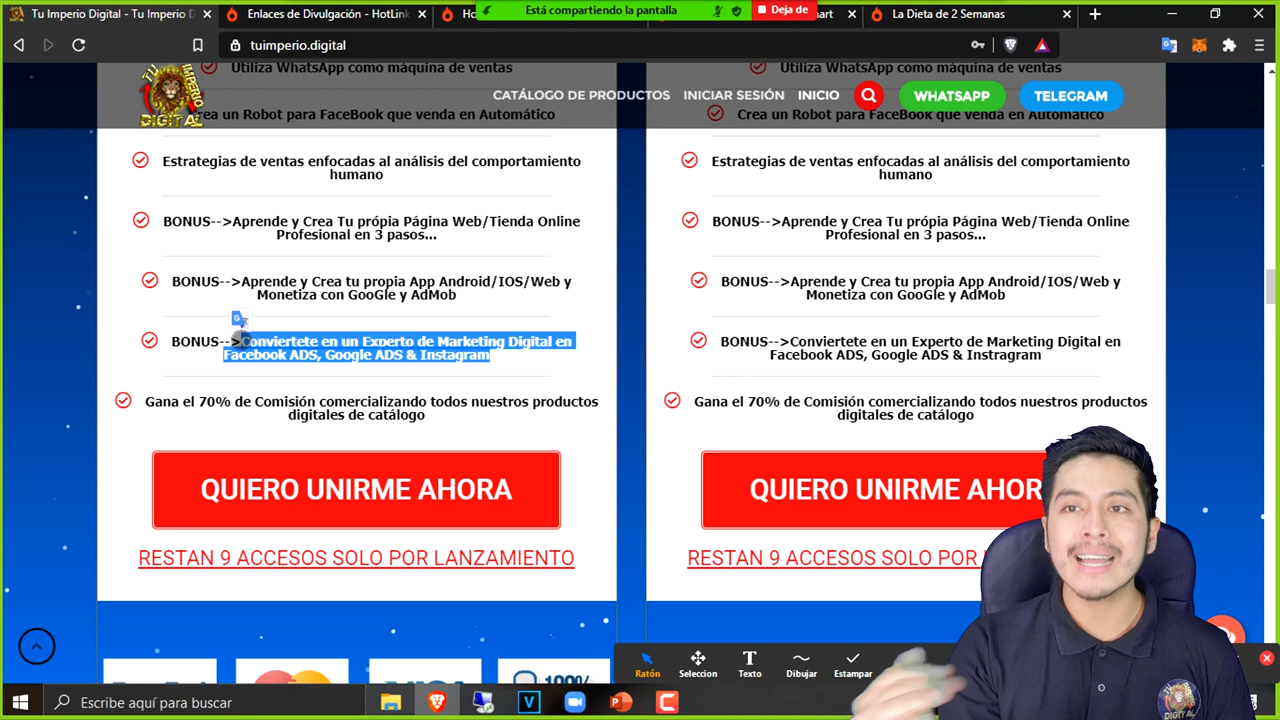 Tu Imperio Digital - Tu Imperio D
Enlaces de Divulgación - HotLink
Ho
Está compartiendo la pantalla
Deja de
art
La Dieta de 2 Semanas
tuimperio.digital
TU IMPERIO
DIGITAL
CATÁLOGO DE PRODUCTOS
INICIAR SESIÓN
INICIO
WHATSAPP
TELEGRAM
Utiliza WhatsApp como máquina de ventas
Crea un Robot para FaceBook que venda en Automático
Estrategias de ventas enfocadas al análisis del comportamiento
humano
BONUS-->Aprende y Crea Tu própia Página Web/Tienda Online
Profesional en 3 pasos...
BONUS-->Aprende y Crea tu propia App Android/IOS/Web y
Monetiza con GooGle y AdMob
BONUS-->Conviertete en un Experto de Marketing Digital en
Facebook ADS, Google ADS & Instagram
Gana el 70% de Comisión comercializando todos nuestros productos
digitales de catálogo
QUIERO UNIRME AHORA
RESTAN 9 ACCESOS SOLO POR LANZAMIENTO
Utiliza WhatsApp como máquina de ventas
Crea un Robot para FaceBook que venda en Automático
Estrategias de ventas enfocadas al análisis del comportamiento
humano
BONUS-->Aprende y Crea Tu própia Página Web/Tienda Online
Profesional en 3 pasos...
BONUS-->Aprende y Crea tu propia App Android/IOS/Web y
Monetiza con GooGle y AdMob
BONUS-->Conviertete en un Experto de Marketing Digital en
Facebook ADS, Google ADS & Instragram
Gana el 70% de Comisión comercializando todos nuestros productos
digitales de catálogo
QUIERO UNIRME AHOR
RESTAN 9 ACCESOS SOLO POR
100%
Ratón
Seleccion
Texto
Dibujar
Estampar
Escribe aquí para buscar
DIGITAL